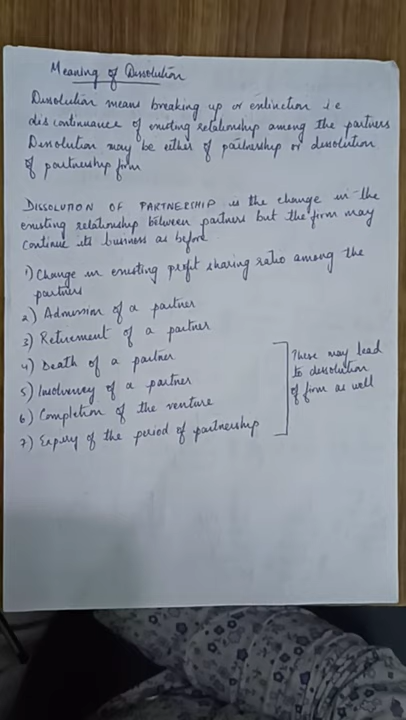 Meaning of Dissolution
Dissolution means breaking up or extinction i.e
discontinuance of existing relationship among the partners
Dissolution may be either of partnership or dissolution
of partnership firm
DISSOLUTION OF PARTNERSHIP is the change in the
existing relationship between partners but the firm may
continue its business as before
1) Change in existing profit sharing ratio among the
partners
2) Admission of a partner
3) Retirement of a partner
4) Death of a partner
5) Insolvency of a partner
6) Completion of the venture
7) Expiry of the period of partnership
These may lead
to dissolution
of firm as well